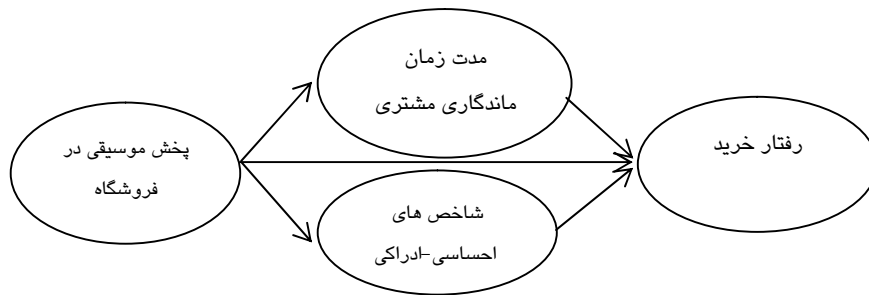 مدت زمان
ماندگاری مشتری
پخش موسیقی در
فروشگاه
رفتار خرید
شاخص های
احساسی-ادراکی